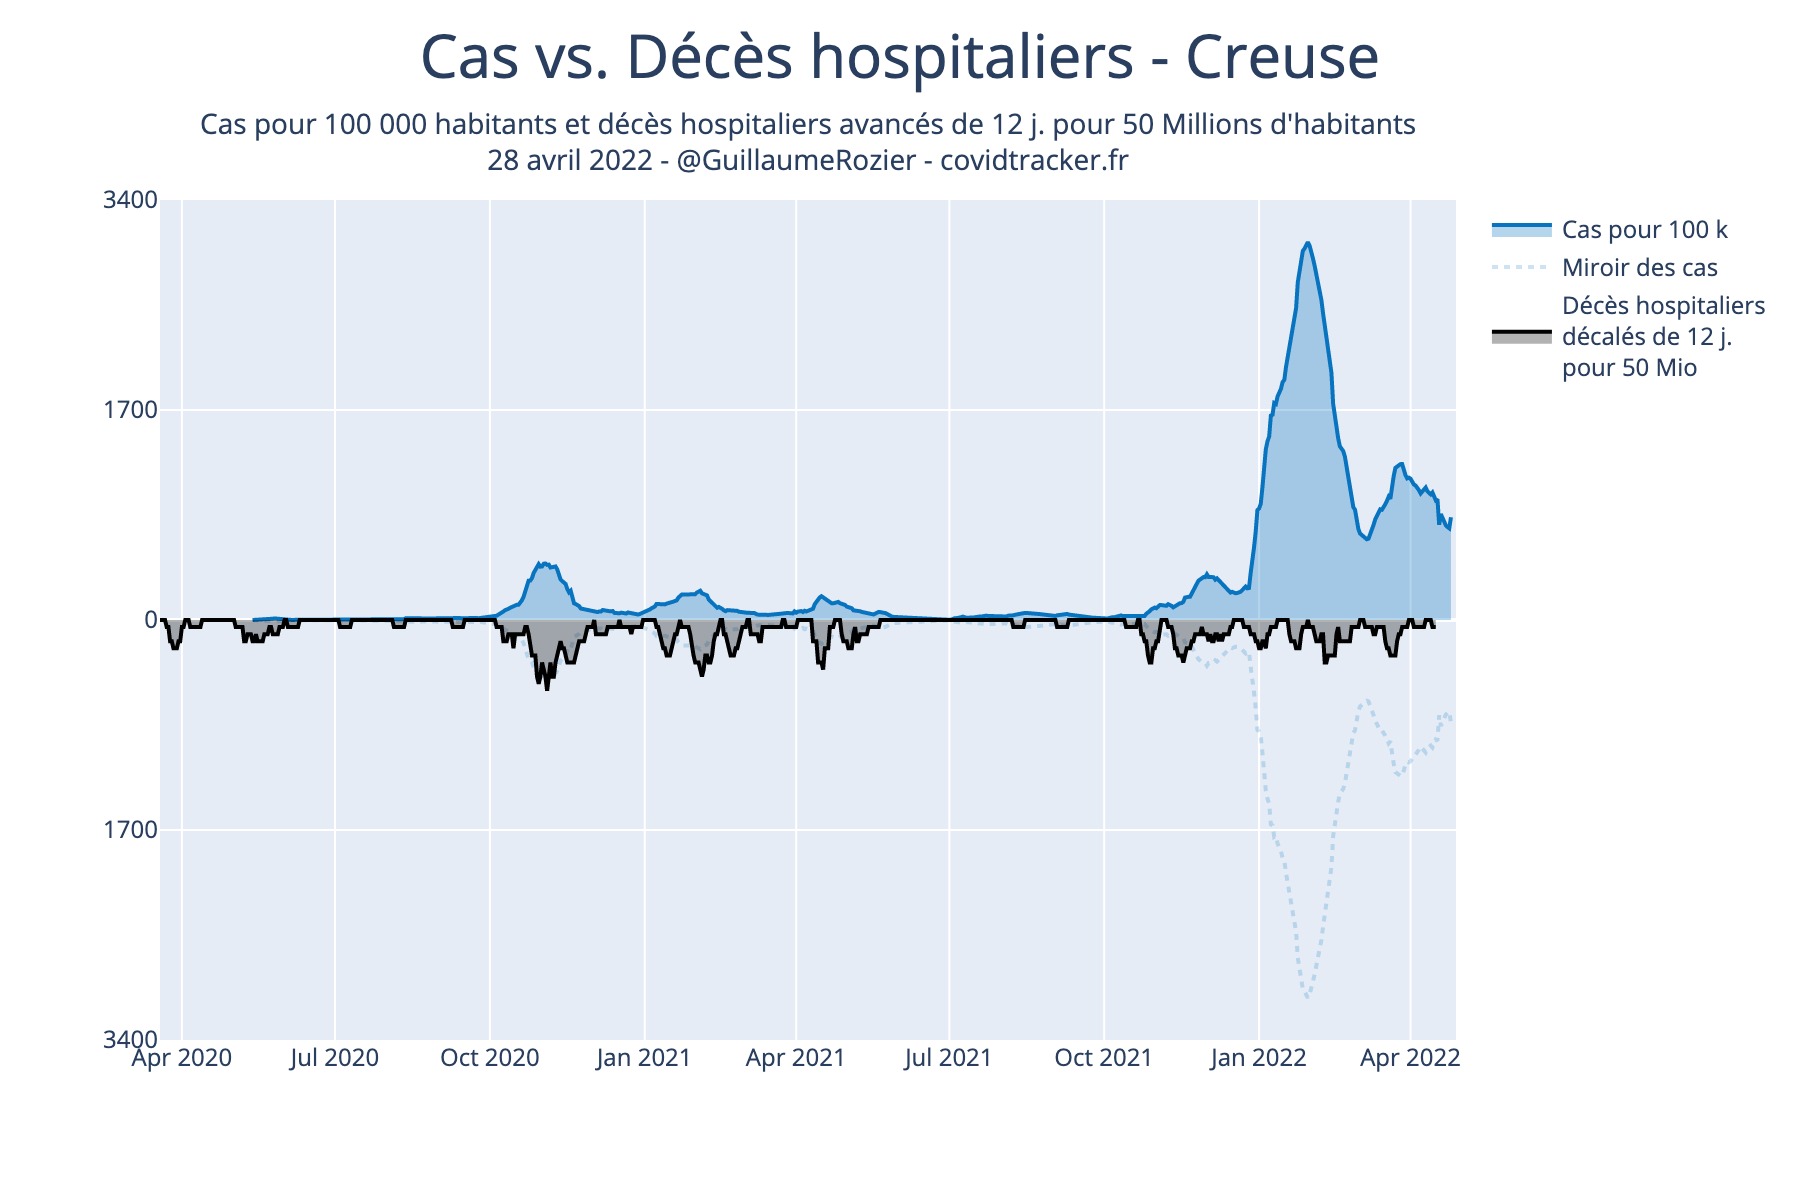 Cas vs. Décès hospitaliers - Creuse
Cas pour 100 000 habitants et décès hospitaliers avancés de 12 j. pour 50 Millions d'habitants
28 avril 2022 - @GuillaumeRozier - covidtracker.fr
3400
1700
0
1700
3400
Apr 2020
Jul 2020
Oct 2020
Jan 2021
Apr 2021
Jul 2021
Oct 2021
Jan 2022
Apr 2022
Cas pour 100 k
Miroir des cas
Décès hospitaliers
décalés de 12 j.
pour 50 Mio